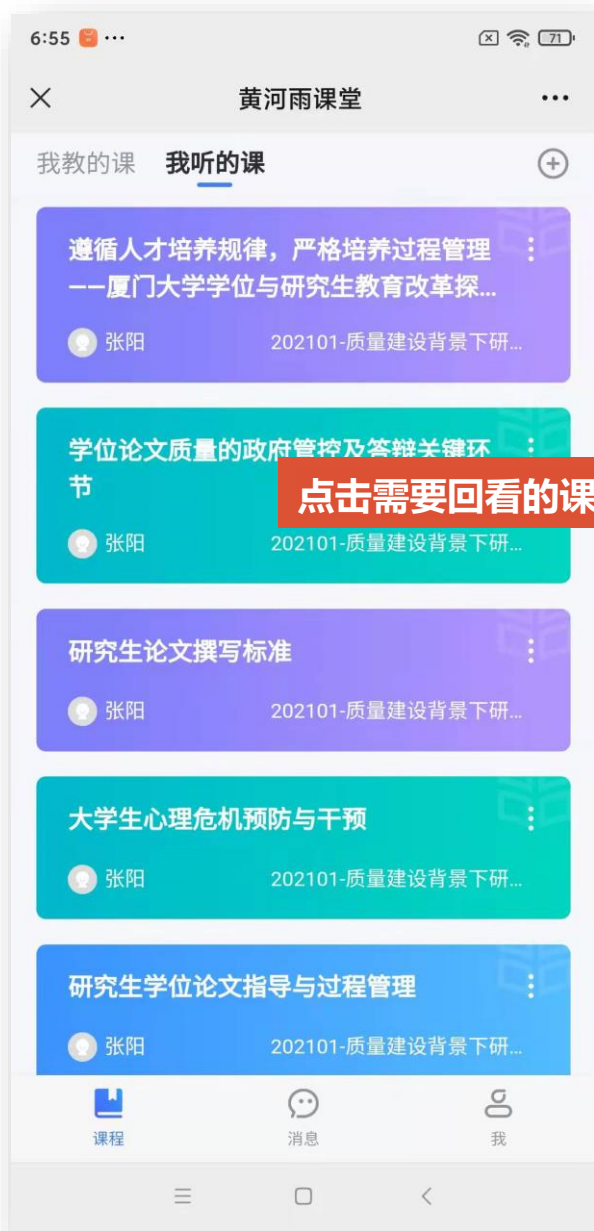 6:55
71
黄河雨课堂
我教的课 我听的课
遵循人才培养规律，严格培养过程管理
——厦门大学学位与研究生教育改革探...
张阳 202101-质量建设背景下研...
学位论文质量的政府管控及答辩关键环
节
点击需要回看的课
张阳 202101-质量建设背景下研...
研究生论文撰写标准
张阳 202101-质量建设背景下研...
大学生心理危机预防与干预
张阳 202101-质量建设背景下研...
研究生学位论文指导与过程管理
张阳 202101-质量建设背景下研...
课程 消息 我